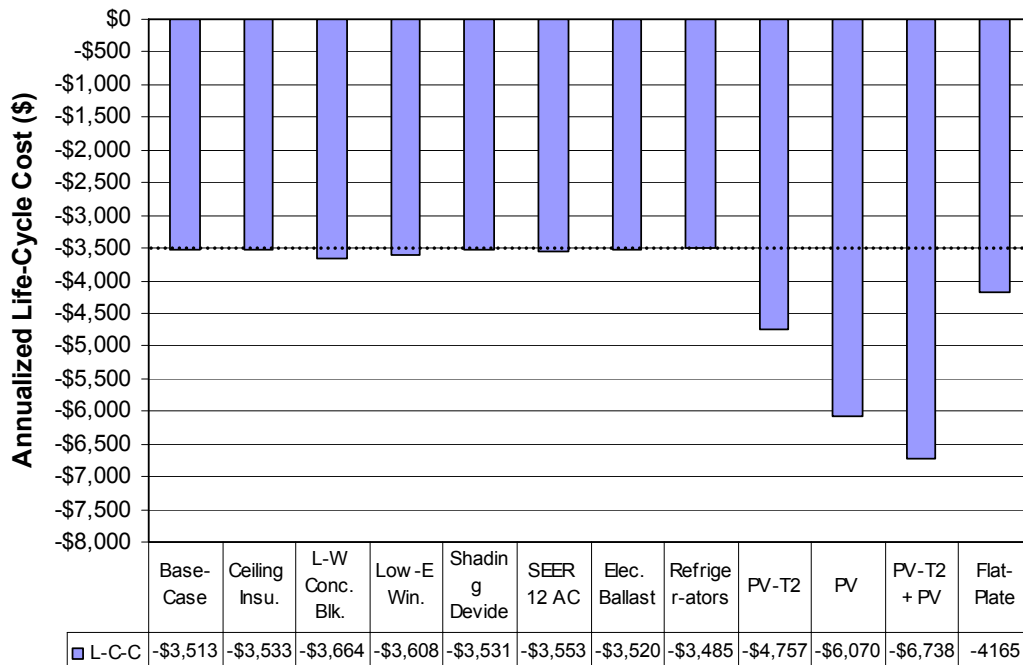 Annualized Life-Cycle Cost ($)
$0
-$500
-$1,000
-$1,500
-$2,000
-$2,500
-$3,000
-$3,500
-$4,000
-$4,500
-$5,000
-$5,500
-$6,000
-$6,500
-$7,000
-$7,500
-$8,000
Base-
Case
Ceiling
Insu.
L-W
Conc.
Blk.
Low-E
Win.
Shadin
g
Devide
SEER
12 AC
Elec.
Ballast
Refrige
r-ators
PV-T2
PV
PV-T2
+ PV
Flat-
Plate
L-C-C -$3,513 -$3,533 -$3,664 -$3,608 -$3,531 -$3,553 -$3,520 -$3,485 -$4,757 -$6,070 -$6,738 -4165